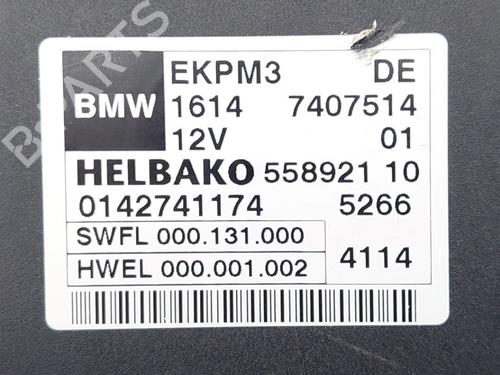 EKPM3 DE
BMW 1614 7407514
12V 01
HELBAKO 558921 10
0142741174 5266
SWFL 000.131.000
HWEL 000.001.002 4114
B-PARTS